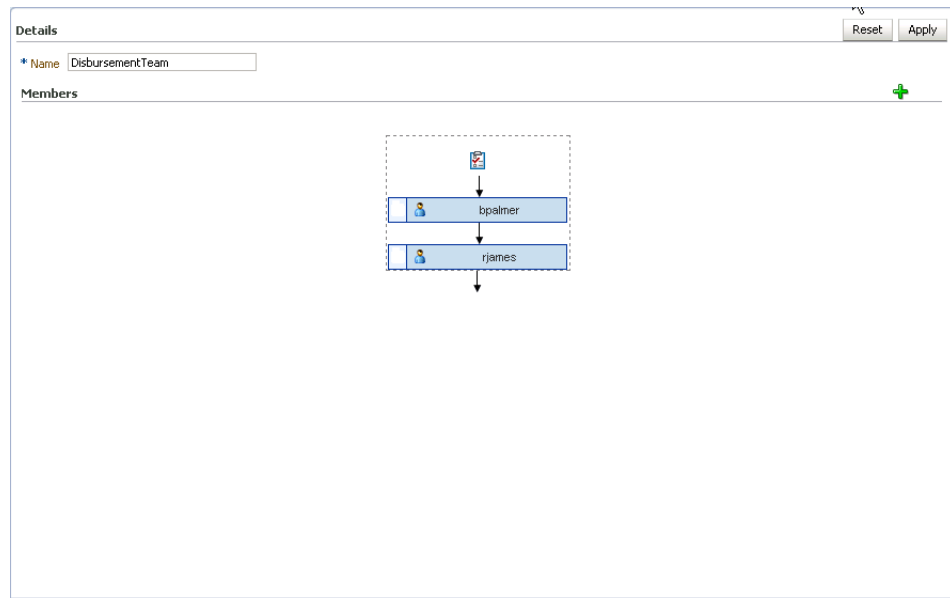 Details
Reset Apply
* Name DisbursementTeam
Members
bpalmer
rjames